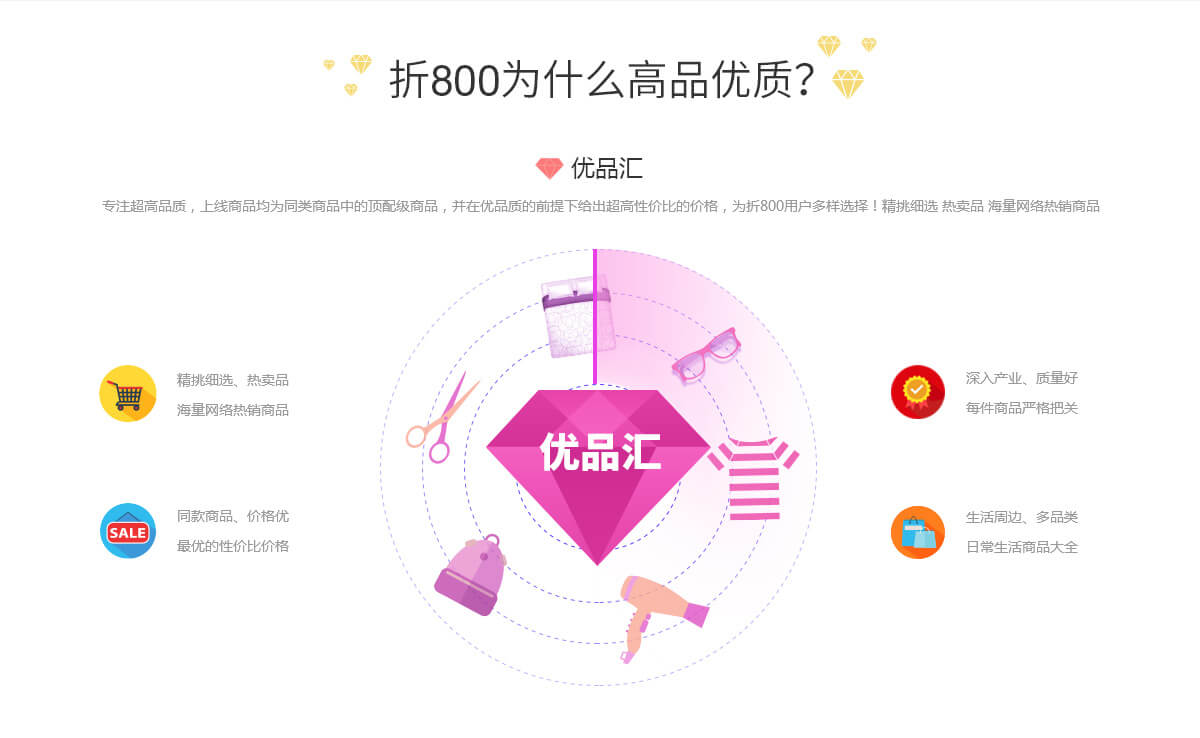 折800为什么高品优质？
优品汇
专注超高品质，上线商品均为同类商品中的顶配级商品，并在优品质的前提下给出超高性价比的价格，为折800用户多样选择！精挑细选 热卖品 海量网络热销商品
精挑细选、热卖品
海量网络热销商品
SALE
同款商品、价格优
最优的性价比价格
优品汇
深入产业、质量好
每件商品严格把关
生活周边、多品类
日常生活商品大全